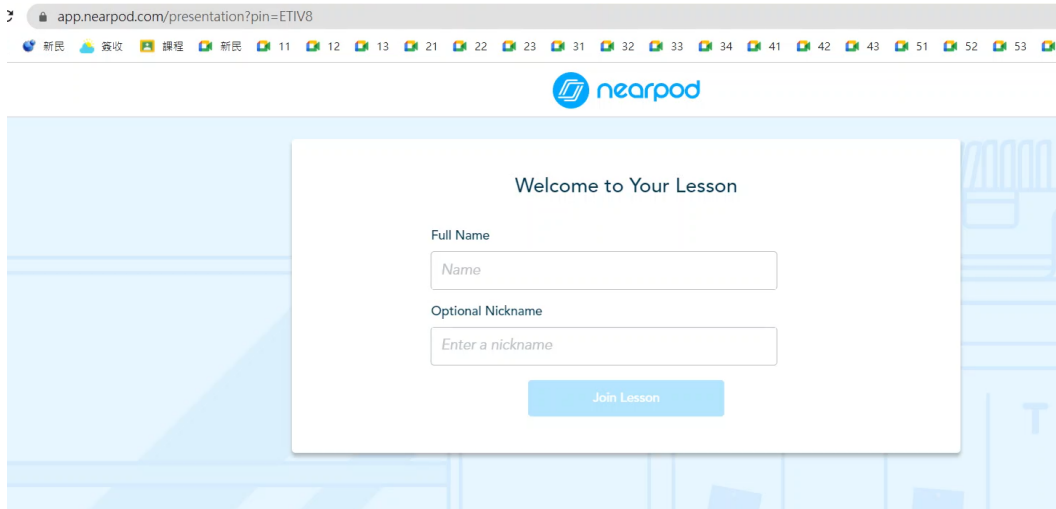 app.nearpod.com/presentation?pin=ETIV8
新民 簽收 課程 新民 11 12 13 21 22 23 31 32 33 34 41 42 43 51 52 53
nearpod
Welcome to Your Lesson
Full Name
Name
Optional Nickname
Enter a nickname
Join Lesson
T